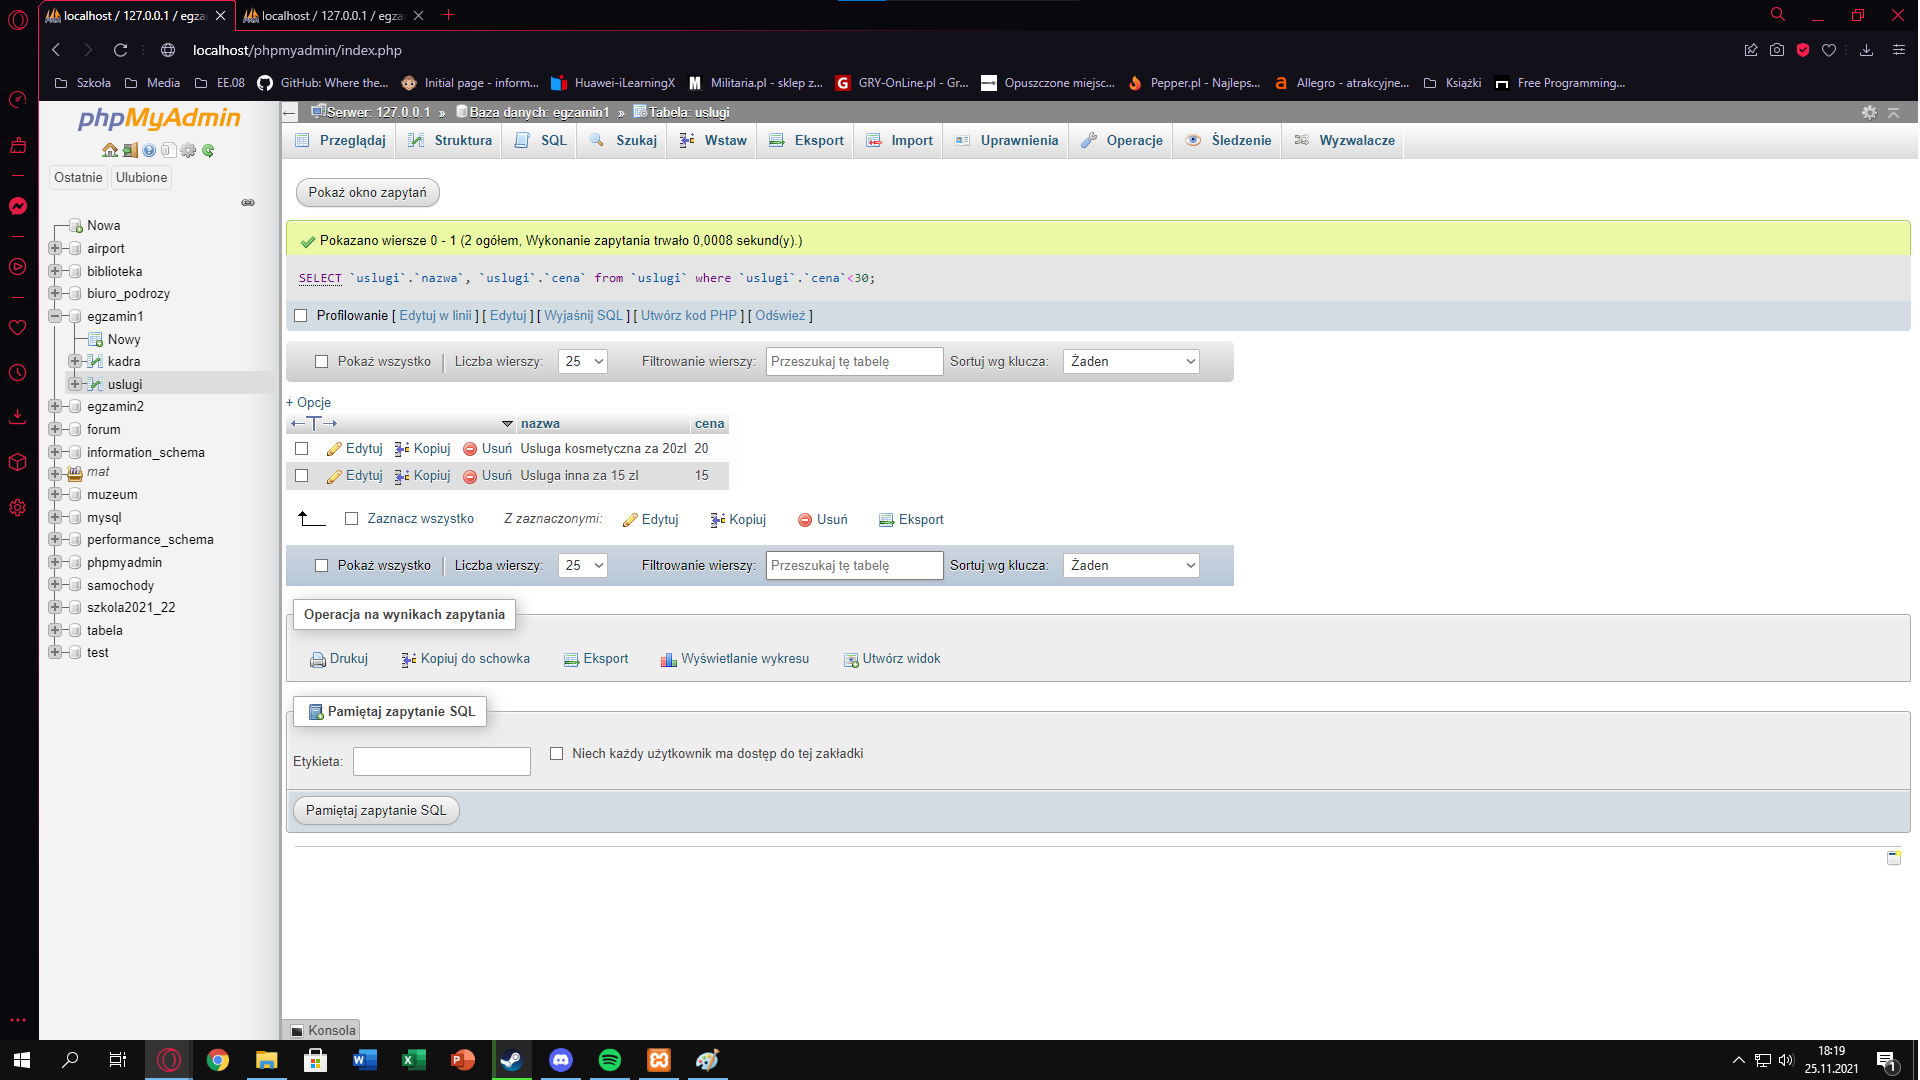 localhost / 127.0.0.1 / egza
localhost / 127.0.0.1 / egza
localhost/phpmyadmin/index.php
Szkoła
Media
EE.08
GitHub: Where the...
Initial page - inform...
Huawei-iLearningX
Militaria.pl - sklep z...
GRY-OnLine.pl - Gr...
Opuszczone miejsc...
Pepper.pl - Najleps...
Allegro - atrakcyjne...
Książki
Free Programming...
phpMyAdmin
Ostatnie Ulubione
Nowa
airport
biblioteka
biuro_podrozy
egzamin1
Nowy
kadra
uslugi
egzamin2
forum
information_schema
mat
muzeum
mysql
performance_schema
phpmyadmin
samochody
szkola2021_22
tabela
test
Serwer: 127.0.0.1 » Baza danych: egzamin1 » Tabela: uslugi
Przeglądaj Struktura SQL Szukaj Wstaw Eksport Import Uprawnienia Operacje Śledzenie Wyzwalacze
Pokaż okno zapytań
Pokazano wiersze 0 - 1 (2 ogółem, Wykonanie zapytania trwało 0,0008 sekund(y).)
SELECT `uslugi`.`nazwa`, `uslugi`.`cena` from `uslugi` where `uslugi`.`cena`<30;
Profilowanie [ Edytuj w linii ] [ Edytuj ] [ Wyjaśnij SQL ] [ Utwórz kod PHP ] [ Odśwież ]
Pokaż wszystko Liczba wierszy: 25 Filtrowanie wierszy: Przeszukaj tę tabelę Sortuj wg klucza: Żaden
+ Opcje
nazwa cena
Edytuj Kopiuj Usuń Usluga kosmetyczna za 20zl 20
Edytuj Kopiuj Usuń Usluga inna za 15 zl 15
Zaznacz wszystko Z zaznaczonymi: Edytuj Kopiuj Usuń Eksport
Pokaż wszystko Liczba wierszy: 25 Filtrowanie wierszy: Przeszukaj tę tabelę Sortuj wg klucza: Żaden
Operacja na wynikach zapytania
Drukuj Kopiuj do schowka Eksport Wyświetlanie wykresu Utwórz widok
Pamiętaj zapytanie SQL
Etykieta: Niech każdy użytkownik ma dostęp do tej zakładki
Pamiętaj zapytanie SQL
Konsola
18:19
25.11.2021
1